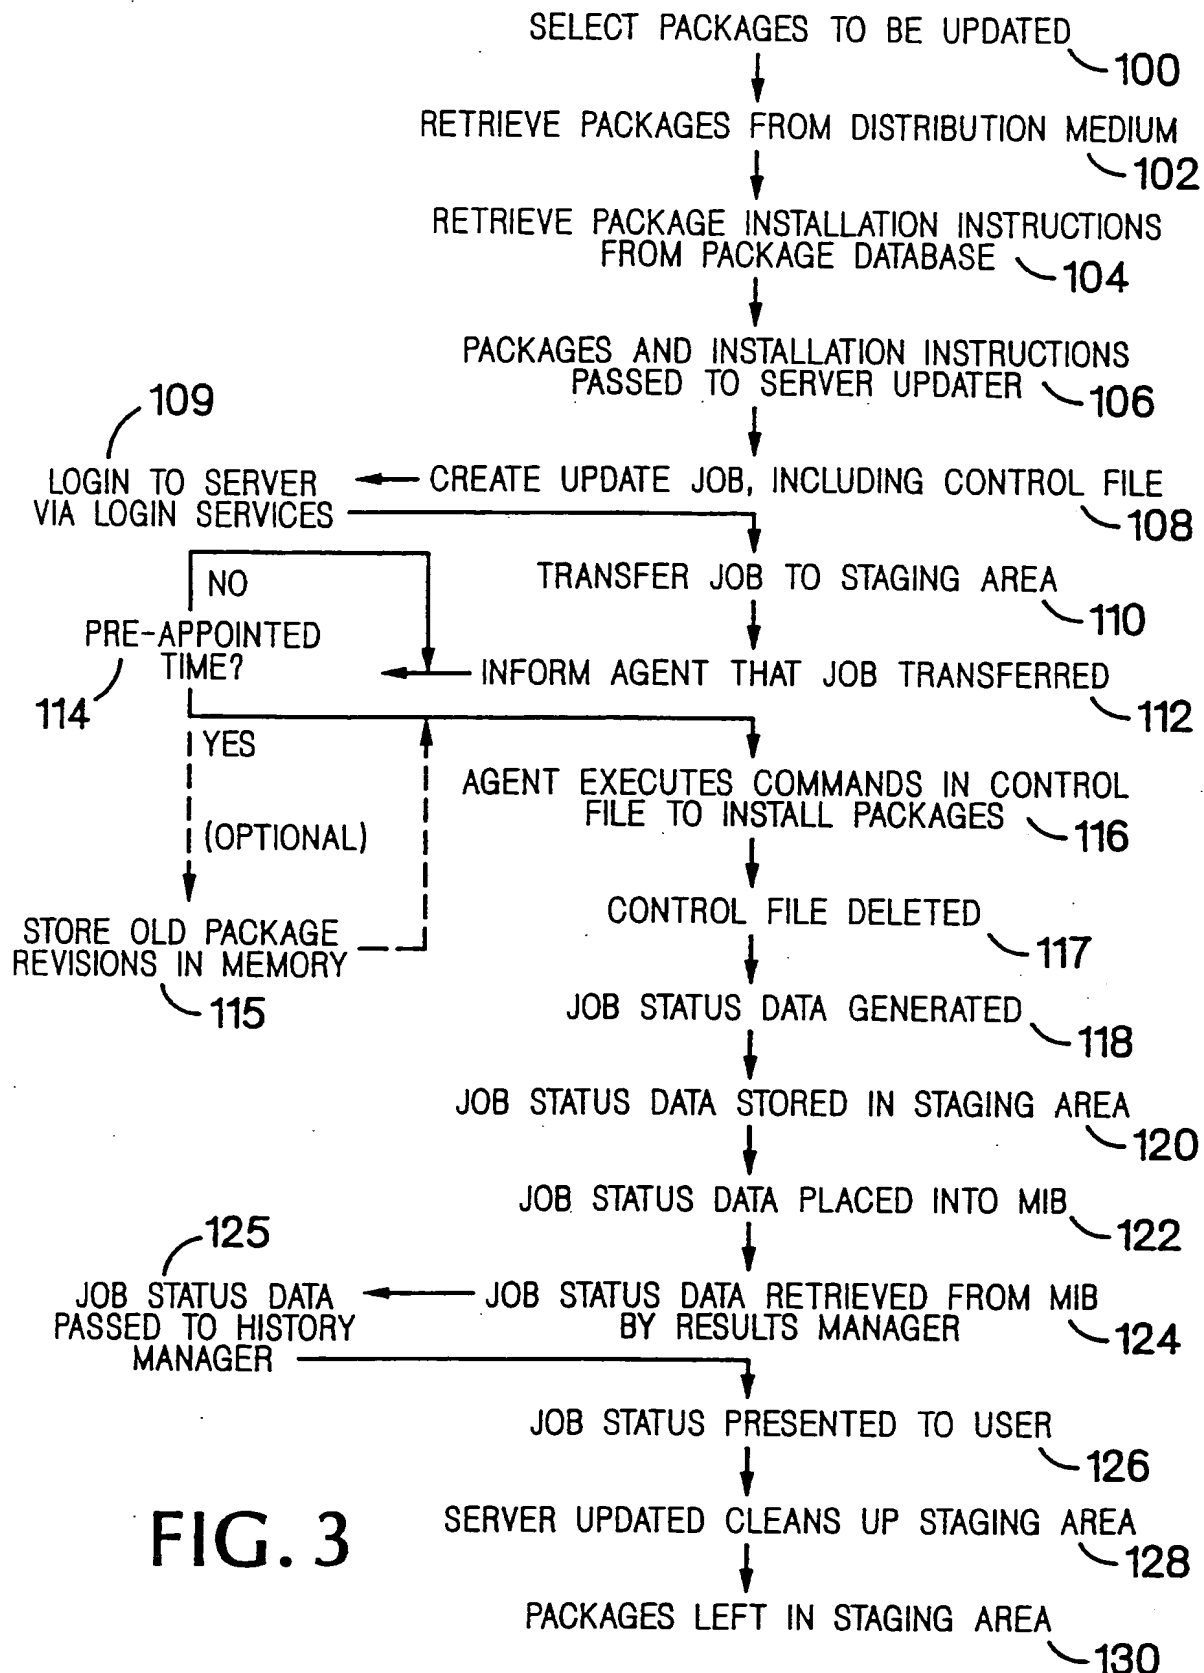 SELECT PACKAGES TO BE UPDATED
100
RETRIEVE PACKAGES FROM DISTRIBUTION MEDIUM
102
RETRIEVE PACKAGE INSTALLATION INSTRUCTIONS
FROM PACKAGE DATABASE
104
PACKAGES AND INSTALLATION INSTRUCTIONS
PASSED TO SERVER UPDATER
106
109
LOGIN TO SERVER
VIA LOGIN SERVICES
CREATE UPDATE JOB, INCLUDING CONTROL FILE
108
TRANSFER JOB TO STAGING AREA
110
NO
PRE-APPOINTED
TIME?
114
INFORM AGENT THAT JOB TRANSFERRED
112
YES
(OPTIONAL)
AGENT EXECUTES COMMANDS IN CONTROL
FILE TO INSTALL PACKAGES
116
STORE OLD PACKAGE
REVISIONS IN MEMORY
115
CONTROL FILE DELETED
117
JOB STATUS DATA GENERATED
118
JOB STATUS DATA STORED IN STAGING AREA
120
JOB STATUS DATA PLACED INTO MIB
122
125
JOB STATUS DATA
PASSED TO HISTORY
MANAGER
JOB STATUS DATA RETRIEVED FROM MIB
BY RESULTS MANAGER
124
JOB STATUS PRESENTED TO USER
126
SERVER UPDATED CLEANS UP STAGING AREA
128
PACKAGES LEFT IN STAGING AREA
130
FIG. 3